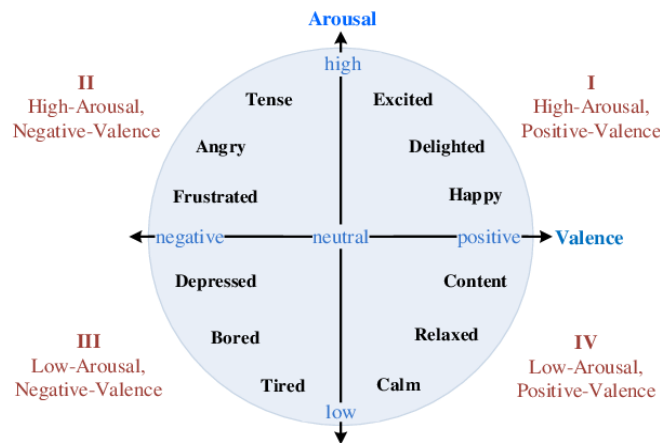 Arousal
high
II
High-Arousal,
Negative-Valence
I
High-Arousal,
Positive-Valence
Tense
Excited
Angry
Delighted
Frustrated
Happy
negative
neutral
positive
Valence
Depressed
Content
Bored
Relaxed
III
Low-Arousal,
Negative-Valence
IV
Low-Arousal,
Positive-Valence
Tired
Calm
low